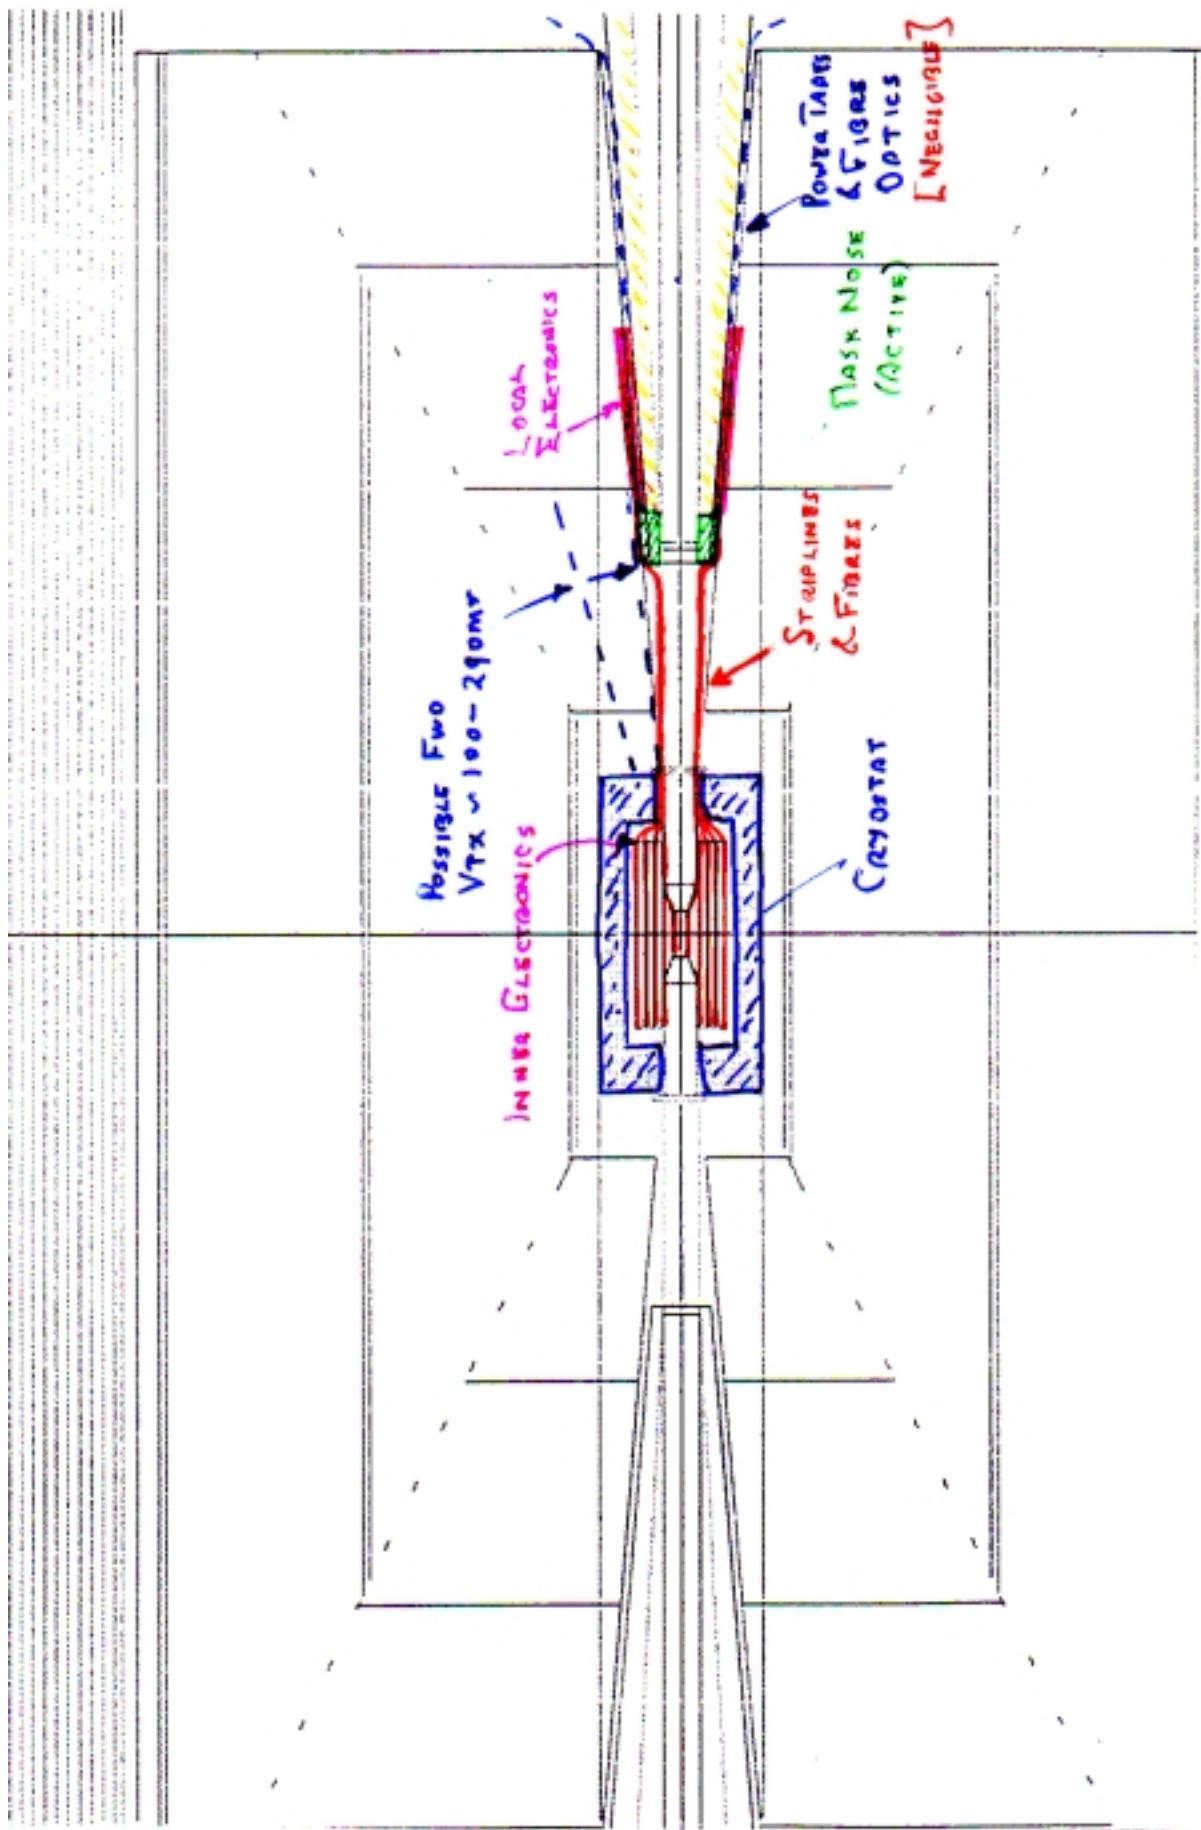 POSSIBLE FWD
VTX ~ 100-290MR
LOCAL
ELECTRONICS
INNER ELECTRONICS
POWER TAPES
& FIBRE
OPTICS
[NEGLIGIBLE]
MASK NOSE
(ACTIVE)
STRIPLINES
& FIBRES
CRYOSTAT